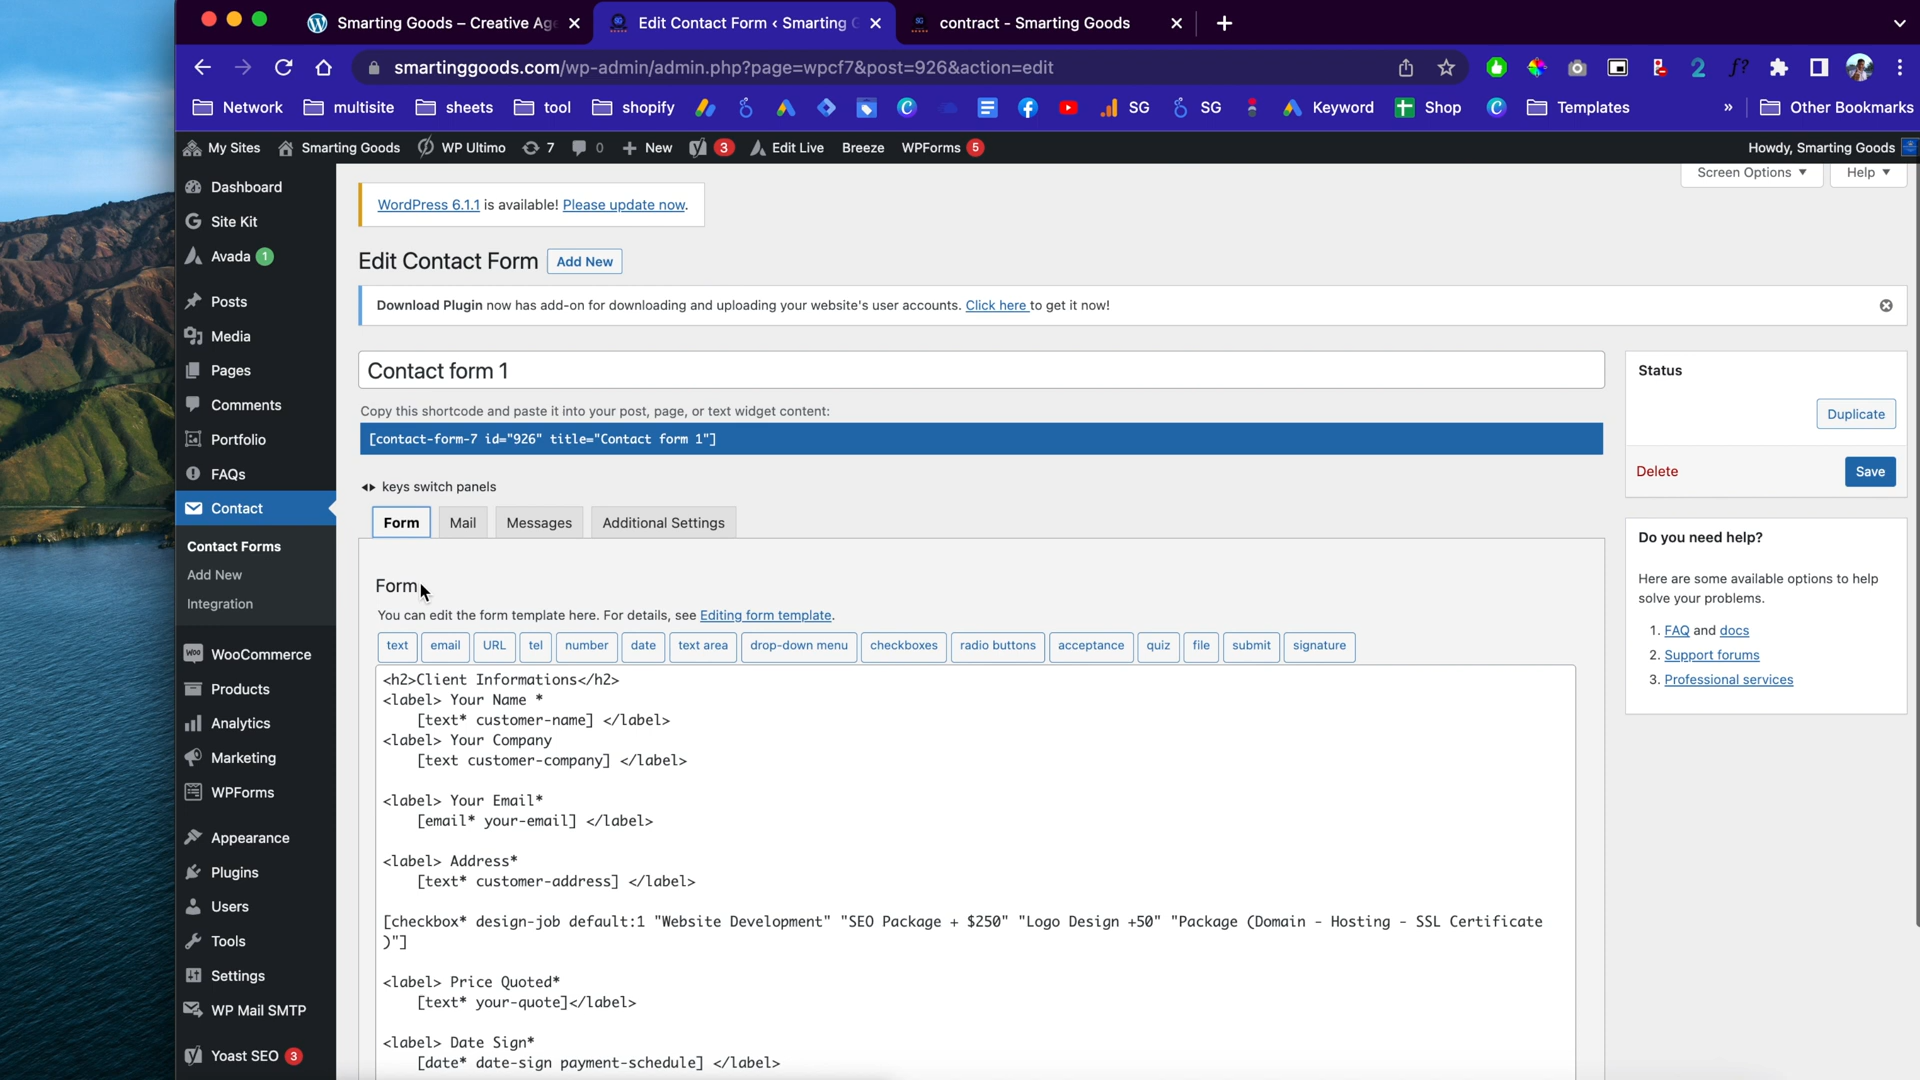 Smarting Goods – Creative Age
Edit Contact Form ‹ Smarting G
contract - Smarting Goods
smartinggoods.com/wp-admin/admin.php?page=wpcf7&post=926&action=edit
Network multisite sheets tool shopify SG SG Keyword Shop Templates » Other Bookmarks
My Sites Smarting Goods WP Ultimo 7 0 New 3 Edit Live Breeze WPForms 5 Howdy, Smarting Goods
Screen Options ▼ Help ▼
Dashboard
Site Kit
Avada 1
Posts
Media
Pages
Comments
Portfolio
FAQs
Contact
Contact Forms
Add New
Integration
WooCommerce
Products
Analytics
Marketing
WPForms
Appearance
Plugins
Users
Tools
Settings
WP Mail SMTP
Yoast SEO 3
WordPress 6.1.1 is available! Please update now.
Edit Contact Form Add New
Download Plugin now has add-on for downloading and uploading your website's user accounts. Click here to get it now!
Contact form 1
Copy this shortcode and paste it into your post, page, or text widget content:
[contact-form-7 id="926" title="Contact form 1"]
keys switch panels
Form Mail Messages Additional Settings
Form
You can edit the form template here. For details, see Editing form template.
text email URL tel number date text area drop-down menu checkboxes radio buttons acceptance quiz file submit signature
<h2>Client Informations</h2>
<label> Your Name *
[text* customer-name] </label>
<label> Your Company
[text customer-company] </label>
<label> Your Email*
[email* your-email] </label>
<label> Address*
[text* customer-address] </label>
[checkbox* design-job default:1 "Website Development" "SEO Package + $250" "Logo Design +50" "Package (Domain - Hosting - SSL Certificate
)"]
<label> Price Quoted*
[text* your-quote]</label>
<label> Date Sign*
[date* date-sign payment-schedule] </label>
Status
Duplicate
Delete Save
Do you need help?
Here are some available options to help
solve your problems.
1. FAQ and docs
2. Support forums
3. Professional services